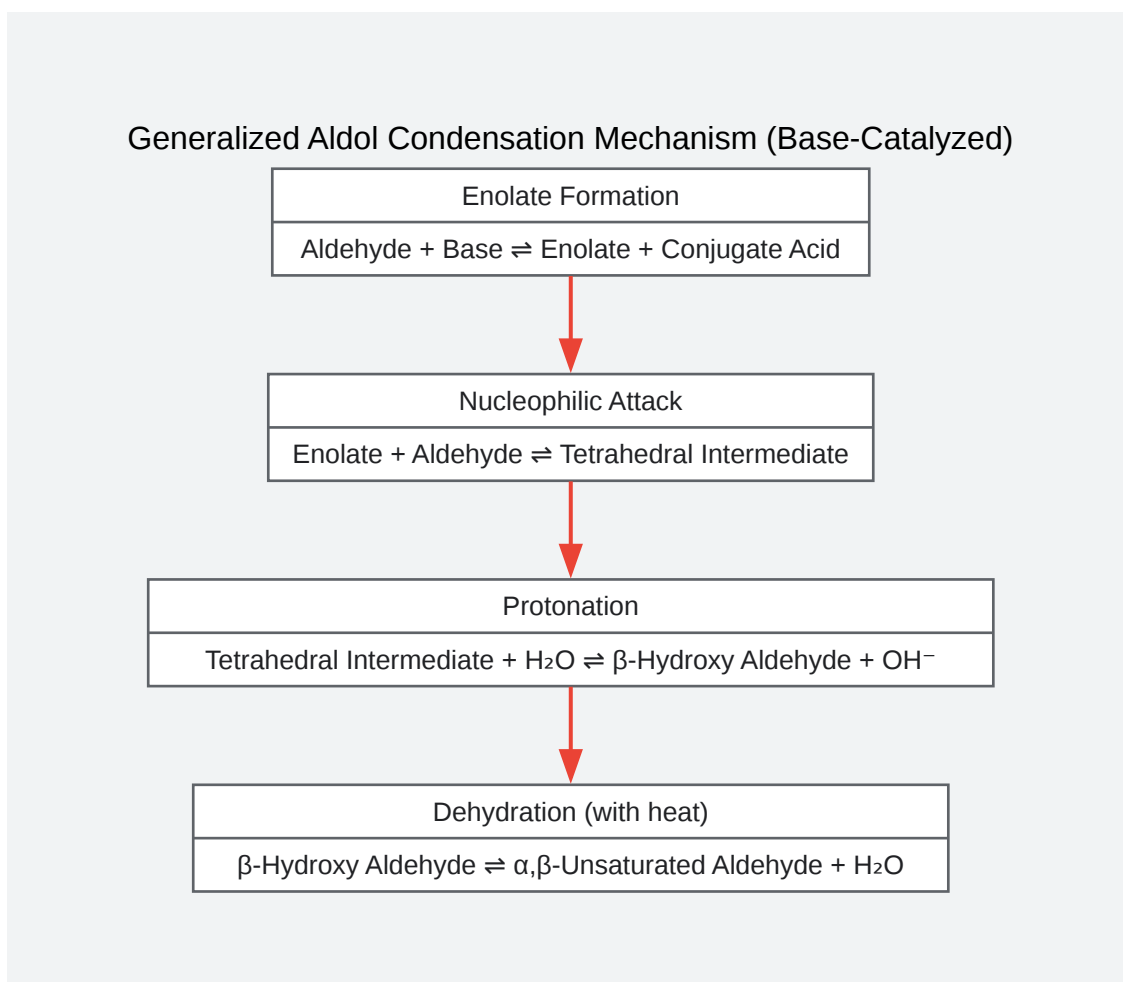 Generalized Aldol Condensation Mechanism (Base-Catalyzed)
Enolate Formation
Aldehyde + Base ⇌ Enolate + Conjugate Acid
Nucleophilic Attack
Enolate + Aldehyde ⇌ Tetrahedral Intermediate
Protonation
Tetrahedral Intermediate + H₂O ⇌ β-Hydroxy Aldehyde + OH⁻
Dehydration (with heat)
β-Hydroxy Aldehyde ⇌ α,β-Unsaturated Aldehyde + H₂O